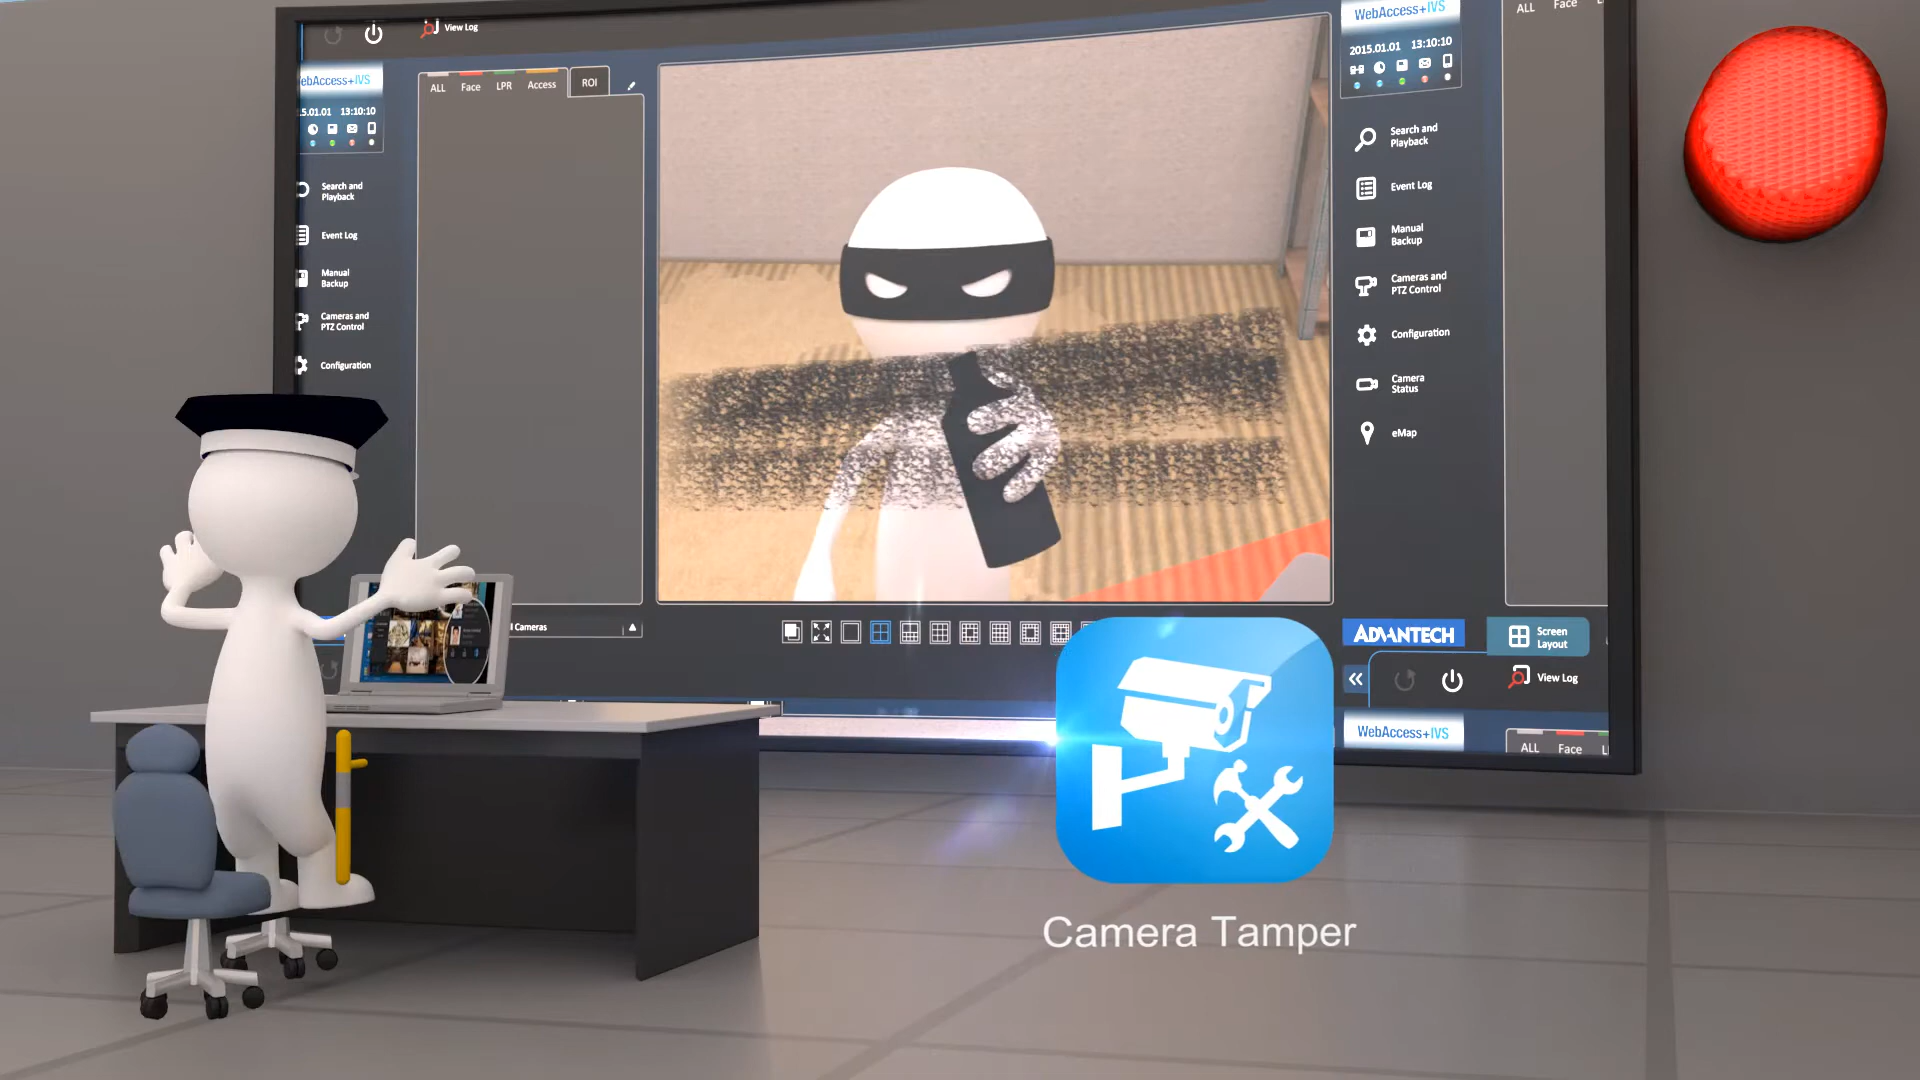 View Log
ebAccess+IVS
5.01.01 13:10:10
Search and
Playback
Event Log
Manual
Backup
Cameras and
PTZ Control
Configuration
ALL Face LPR Access ROI
Cameras
WebAccess+IVS
2015.01.01 13:10:10
Search and
Playback
Event Log
Manual
Backup
Cameras and
PTZ Control
Configuration
Camera
Status
eMap
ADVANTECH
Screen
Layout
View Log
WebAccess+IVS
ALL Face L
ALL Face
Camera Tamper